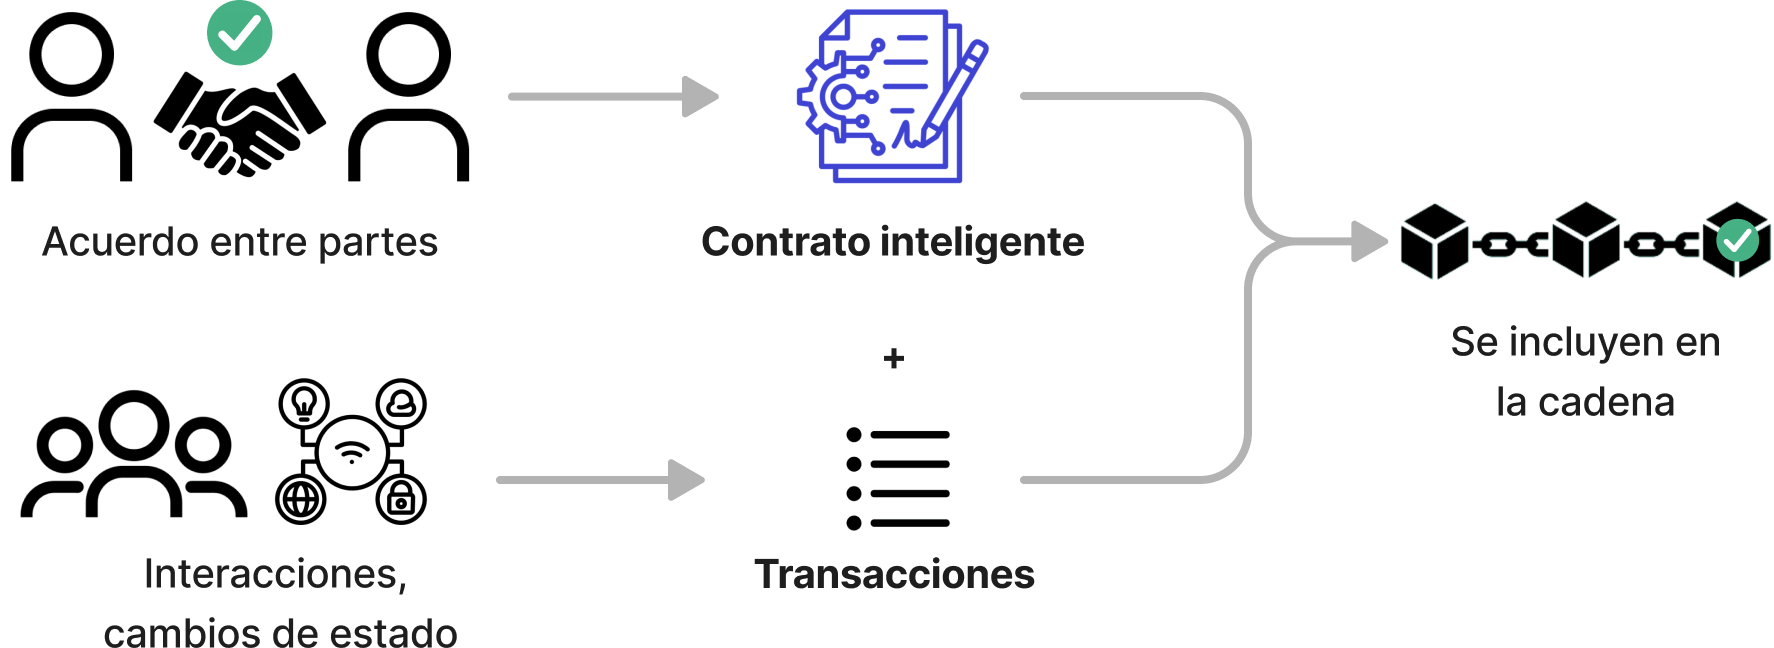 Acuerdo entre partes
Contrato inteligente
+
Se incluyen en
la cadena
Interacciones,
cambios de estado
Transacciones